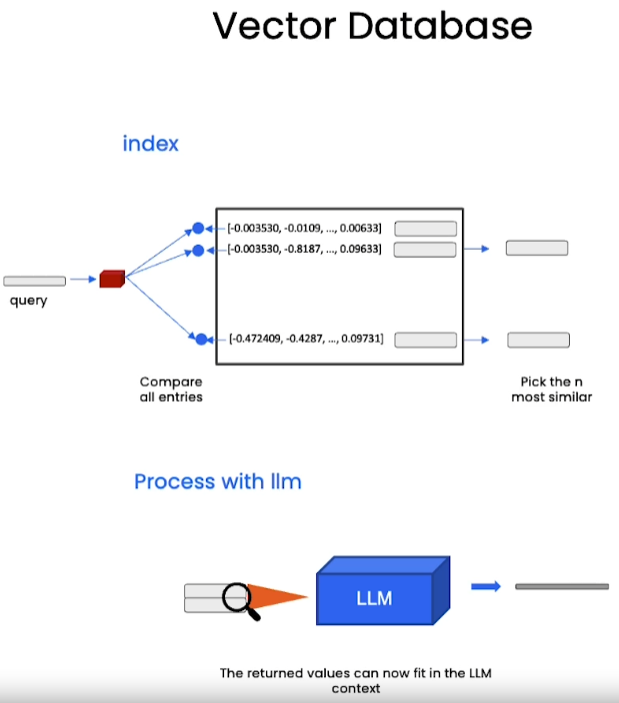 Vector Database
index
[-0.003530, -0.0109, ..., 0.00633]
[-0.003530, -0.8187, ..., 0.09633]
query
[-0.472409, -0.4287, ..., 0.09731]
Compare
all entries
Pick the n
most similar
Process with llm
LLM
The returned values can now fit in the LLM
context